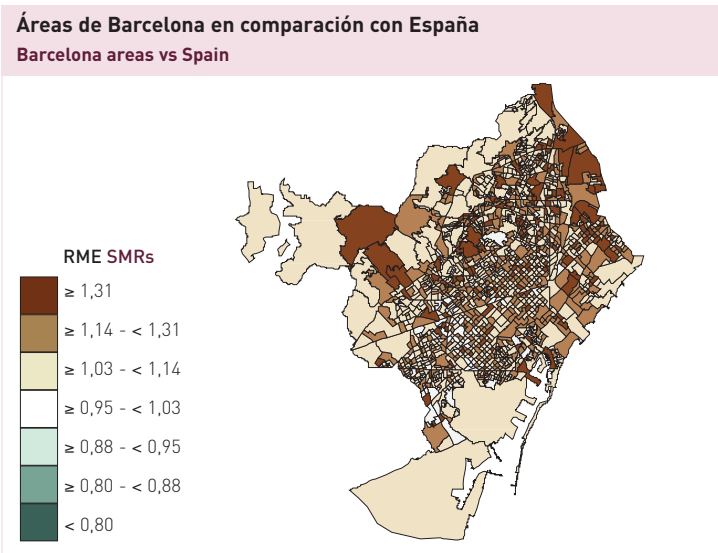 Áreas de Barcelona en comparación con España
Barcelona areas vs Spain
RME SMRs
≥ 1,31
≥ 1,14 - < 1,31
≥ 1,03 - < 1,14
≥ 0,95 - < 1,03
≥ 0,88 - < 0,95
≥ 0,80 - < 0,88
< 0,80